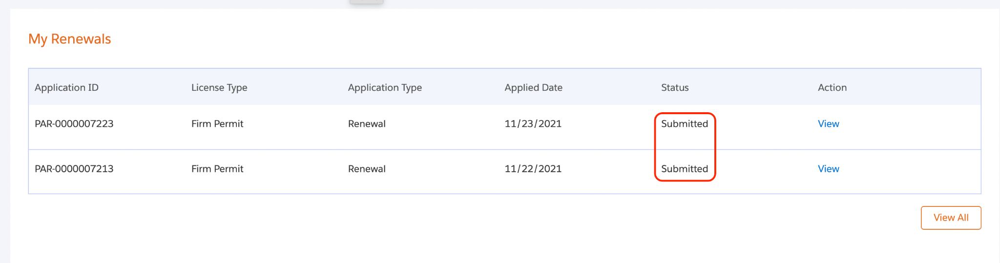 My Renewals
Application ID License Type Application Type Applied Date Status Action
PAR-0000007223 Firm Permit Renewal 11/23/2021 Submitted View
PAR-0000007213 Firm Permit Renewal 11/22/2021 Submitted View
View All